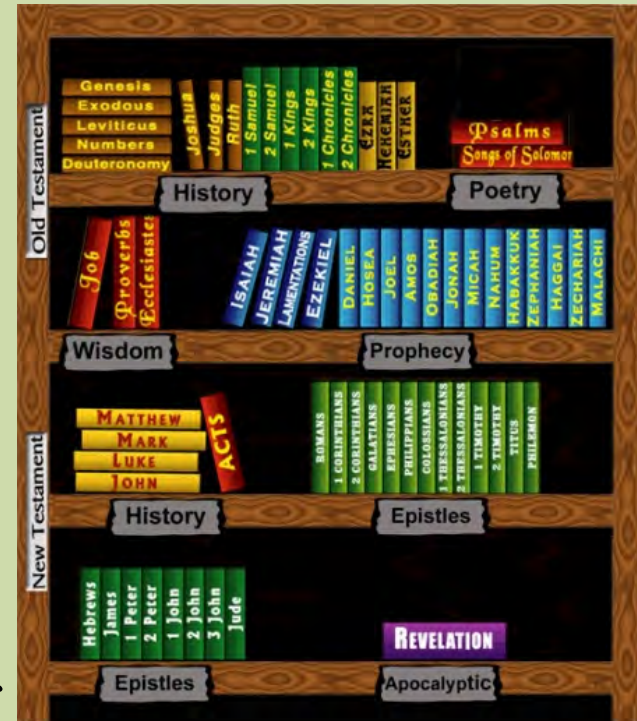 Old Testament
Genesis
Exodous
Leviticus
Numbers
Deuteronomy
Joshua
Judges
Ruth
1 Samuel
2 Samuel
1 Kings
2 Kings
1 Chronicles
2 Chronicles
EZRA
NEHEMIAH
ESTHER
Psalms
Songs of Solomon
History
Poetry
Job
Proverbs
Ecclesiastes
ISAIAH
JEREMIAH
LAMENTATIONS
EZEKIEL
DANIEL
HOSEA
JOEL
AMOS
OBADIAH
JONAH
MICAH
NAHUM
HABAKKUK
ZEPHANIAH
HAGGAI
ZECHARIAH
MALACHI
Wisdom
Prophecy
New Testament
MATTHEW
MARK
LUKE
JOHN
ACTS
ROMANS
1 CORINTHIANS
2 CORINTHIANS
GALATIANS
EPHESIANS
PHILIPPIANS
COLOSSIANS
1 THESSALONIANS
2 THESSALONIANS
1 TIMOTHY
2 TIMOTHY
TITUS
PHILEMON
History
Epistles
Hebrews
James
1 Peter
2 Peter
1 John
2 John
3 John
Jude
REVELATION
Epistles
Apocalyptic